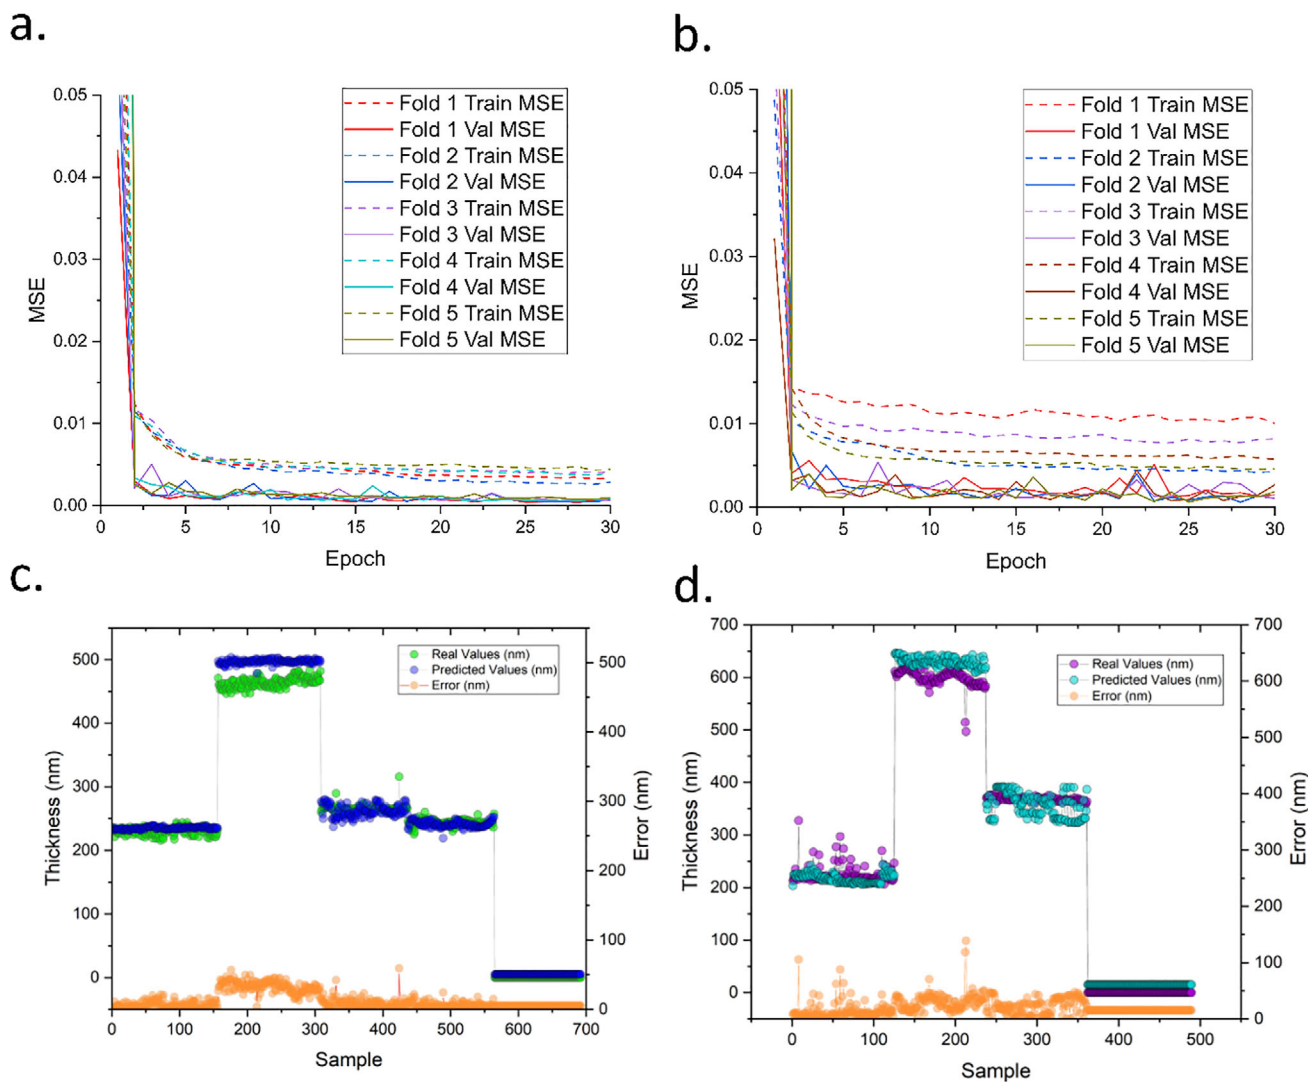 a.
MSE
0.05
0.04
0.03
0.02
0.01
0.00
0
5
10
15
20
25
30
Epoch
Fold 1 Train MSE
Fold 1 Val MSE
Fold 2 Train MSE
Fold 2 Val MSE
Fold 3 Train MSE
Fold 3 Val MSE
Fold 4 Train MSE
Fold 4 Val MSE
Fold 5 Train MSE
Fold 5 Val MSE
b.
MSE
0.05
0.04
0.03
0.02
0.01
0.00
0
5
10
15
20
25
30
Epoch
Fold 1 Train MSE
Fold 1 Val MSE
Fold 2 Train MSE
Fold 2 Val MSE
Fold 3 Train MSE
Fold 3 Val MSE
Fold 4 Train MSE
Fold 4 Val MSE
Fold 5 Train MSE
Fold 5 Val MSE
c.
Thickness (nm)
500
400
300
200
100
0
0
100
200
300
400
500
600
700
Sample
Real Values (nm)
Predicted Values (nm)
Error (nm)
500
400
300
200
100
0
Error (nm)
d.
Thickness (nm)
700
600
500
400
300
200
100
0
0
100
200
300
400
500
Sample
Real Values (nm)
Predicted Values (nm)
Error (nm)
700
600
500
400
300
200
100
0
Error (nm)